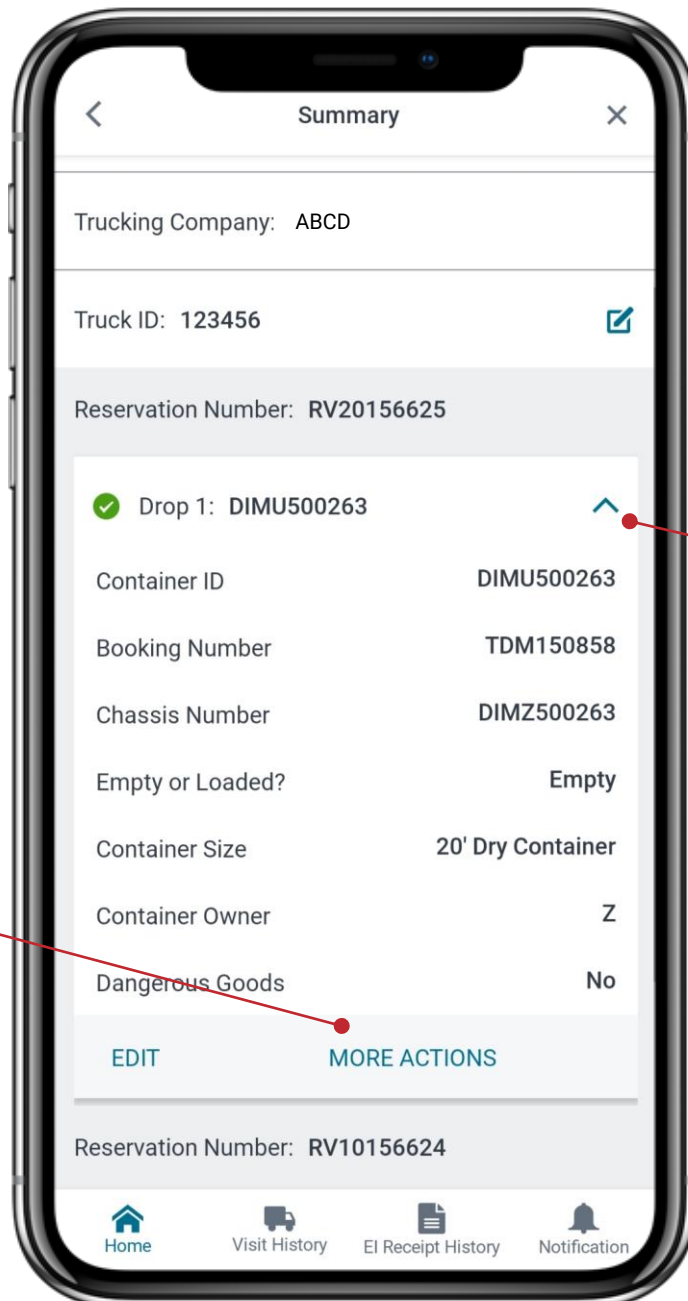 Summary
Trucking Company: ABCD
Truck ID: 123456
Reservation Number: RV20156625
Drop 1: DIMU500263
Container ID DIMU500263
Booking Number TDM150858
Chassis Number DIMZ500263
Empty or Loaded? Empty
Container Size 20' Dry Container
Container Owner Z
Dangerous Goods No
EDIT MORE ACTIONS
Reservation Number: RV10156624
Home Visit History EI Receipt History Notification